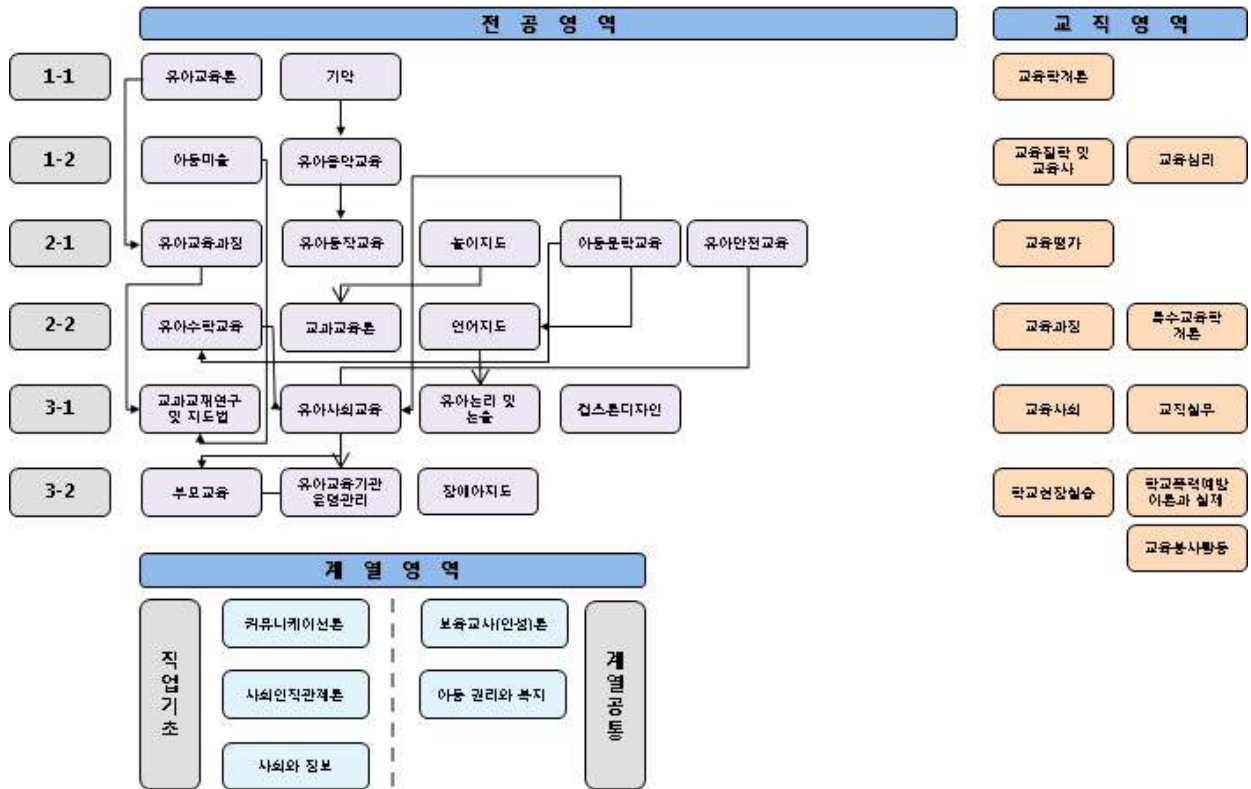 전 공 영 역
교 직 영 역
1-1
유아교육론
기악
교육학개론
1-2
아동미술
유아음악교육
교육철학 및
교육사
교육심리
2-1
유아교육과정
유아동작교육
놀이지도
아동문학교육
유아안전교육
교육평가
2-2
유아수학교육
교과교육론
언어지도
교육과정
특수교육학
개론
3-1
교과교재연구
및 지도법
유아사회교육
유아논리 및
논술
캡스톤디자인
교육사회
교직실무
3-2
부모교육
유아교육기관
운영관리
장애아지도
학교현장실습
학교폭력예방
이론과 실제
교육봉사활동
계 열 영 역
직업기초
커뮤니케이션론
보육교사(인성)론
계열공통
사회인직관제론
아동 권리와 복지
사회와 정보